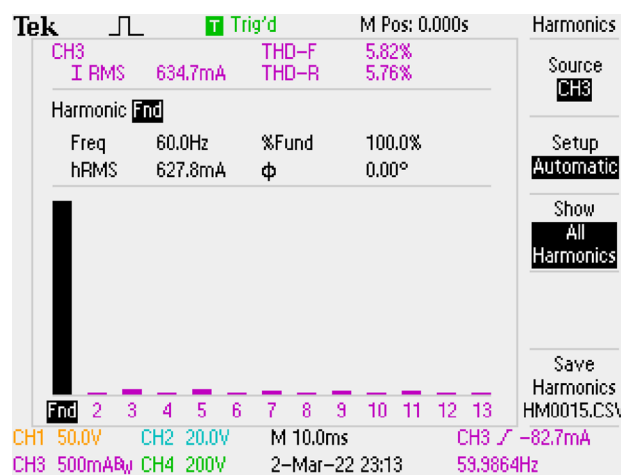 Tek T Trig'd M Pos: 0.000s Harmonics
CH3 THD-F 5.82%
I RMS 634.7mA THD-R 5.76%
Source
CH3
Harmonic Fnd
Freq 60.0Hz %Fund 100.0%
hRMS 627.8mA ϕ 0.00°
Setup
Automatic
Show
All
Harmonics
Save
Harmonics
HM0015.CSV
Fnd 2 3 4 5 6 7 8 9 10 11 12 13
CH1 50.0V CH2 20.0V M 10.0ms CH3 -82.7mA
CH3 500mABW CH4 200V 2-Mar-22 23:13 59.9864Hz